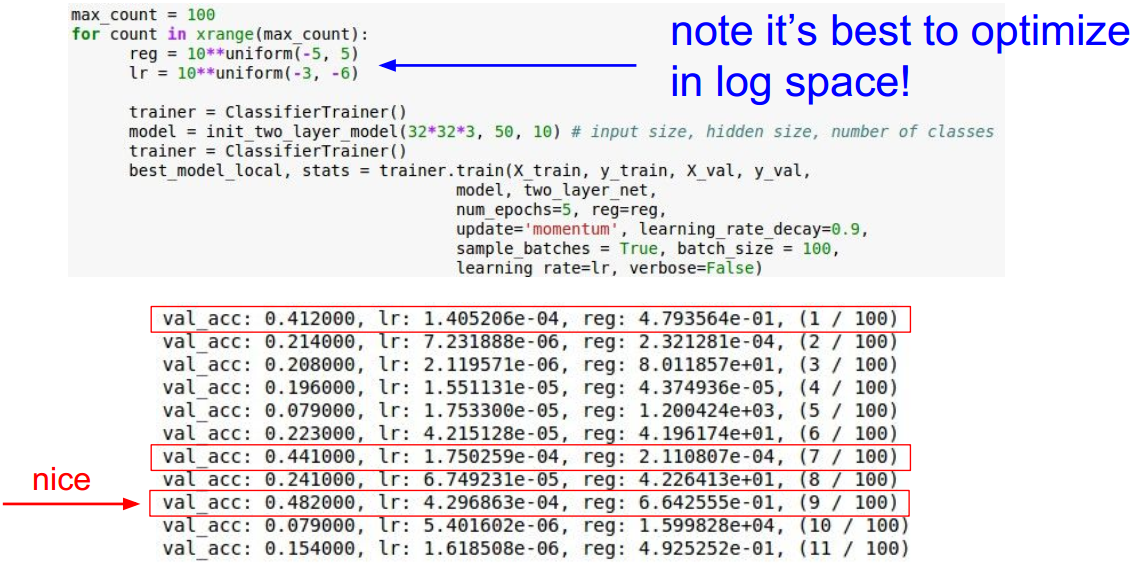 max_count = 100
for count in xrange(max_count):
      reg = 10**uniform(-5, 5)
      lr = 10**uniform(-3, -6)
note it's best to optimize
in log space!
      trainer = ClassifierTrainer()
      model = init_two_layer_model(32*32*3, 50, 10) # input size, hidden size, number of classes
      trainer = ClassifierTrainer()
      best_model_local, stats = trainer.train(X_train, y_train, X_val, y_val,
                                          model, two_layer_net,
                                          num_epochs=5, reg=reg,
                                          update='momentum', learning_rate_decay=0.9,
                                          sample_batches = True, batch_size = 100,
                                          learning_rate=lr, verbose=False)
val_acc: 0.412000, lr: 1.405206e-04, reg: 4.793564e-01, (1 / 100)
val_acc: 0.214000, lr: 7.231888e-06, reg: 2.321281e-04, (2 / 100)
val_acc: 0.208000, lr: 2.119571e-06, reg: 8.011857e+01, (3 / 100)
val_acc: 0.196000, lr: 1.551131e-05, reg: 4.374936e-05, (4 / 100)
val_acc: 0.079000, lr: 1.753300e-05, reg: 1.200424e+03, (5 / 100)
val_acc: 0.223000, lr: 4.215128e-05, reg: 4.196174e+01, (6 / 100)
val_acc: 0.441000, lr: 1.750259e-04, reg: 2.110807e-04, (7 / 100)
val_acc: 0.241000, lr: 6.749231e-05, reg: 4.226413e+01, (8 / 100)
nice
val_acc: 0.482000, lr: 4.296863e-04, reg: 6.642555e-01, (9 / 100)
val_acc: 0.079000, lr: 5.401602e-06, reg: 1.599828e+04, (10 / 100)
val_acc: 0.154000, lr: 1.618508e-06, reg: 4.925252e-01, (11 / 100)